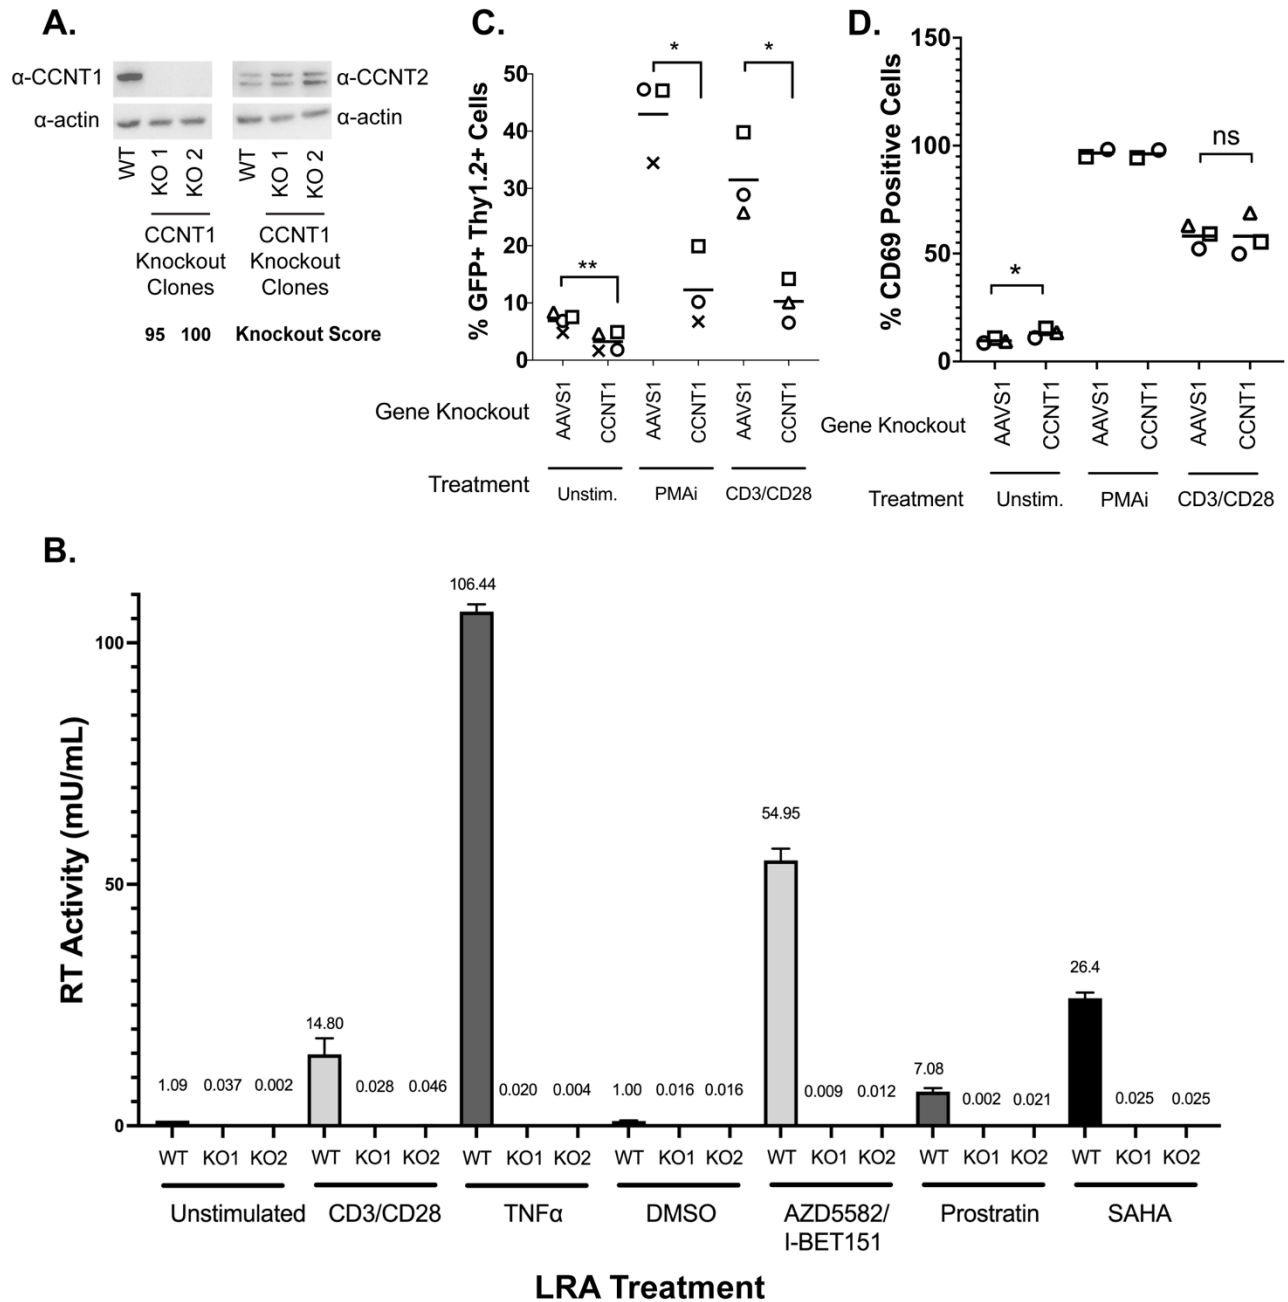 A.
α-CCNT1
α-CCNT2
α-actin
α-actin
WT
KO 1
KO 2
WT
KO 1
KO 2
CCNT1
Knockout
Clones
CCNT1
Knockout
Clones
95 100 Knockout Score
C.
% GFP+ Thy1.2+ Cells
50
40
30
20
10
0
**
*
*
Gene Knockout
AAVS1
CCNT1
AAVS1
CCNT1
AAVS1
CCNT1
Treatment
Unstim. PMAi CD3/CD28
D.
% CD69 Positive Cells
150
100
50
0
*
ns
Gene Knockout
AAVS1
CCNT1
AAVS1
CCNT1
AAVS1
CCNT1
Treatment
Unstim. PMAi CD3/CD28
B.
RT Activity (mU/mL)
100
50
0
1.09 0.037 0.002 14.80 0.028 0.046 106.44 0.020 0.004 1.00 0.016 0.016 54.95 0.009 0.012 7.08 0.002 0.021 26.4 0.025 0.025
WT KO1 KO2 WT KO1 KO2 WT KO1 KO2 WT KO1 KO2 WT KO1 KO2 WT KO1 KO2 WT KO1 KO2
Unstimulated CD3/CD28 TNFα DMSO AZD5582/ Prostratin SAHA
I-BET151
LRA Treatment